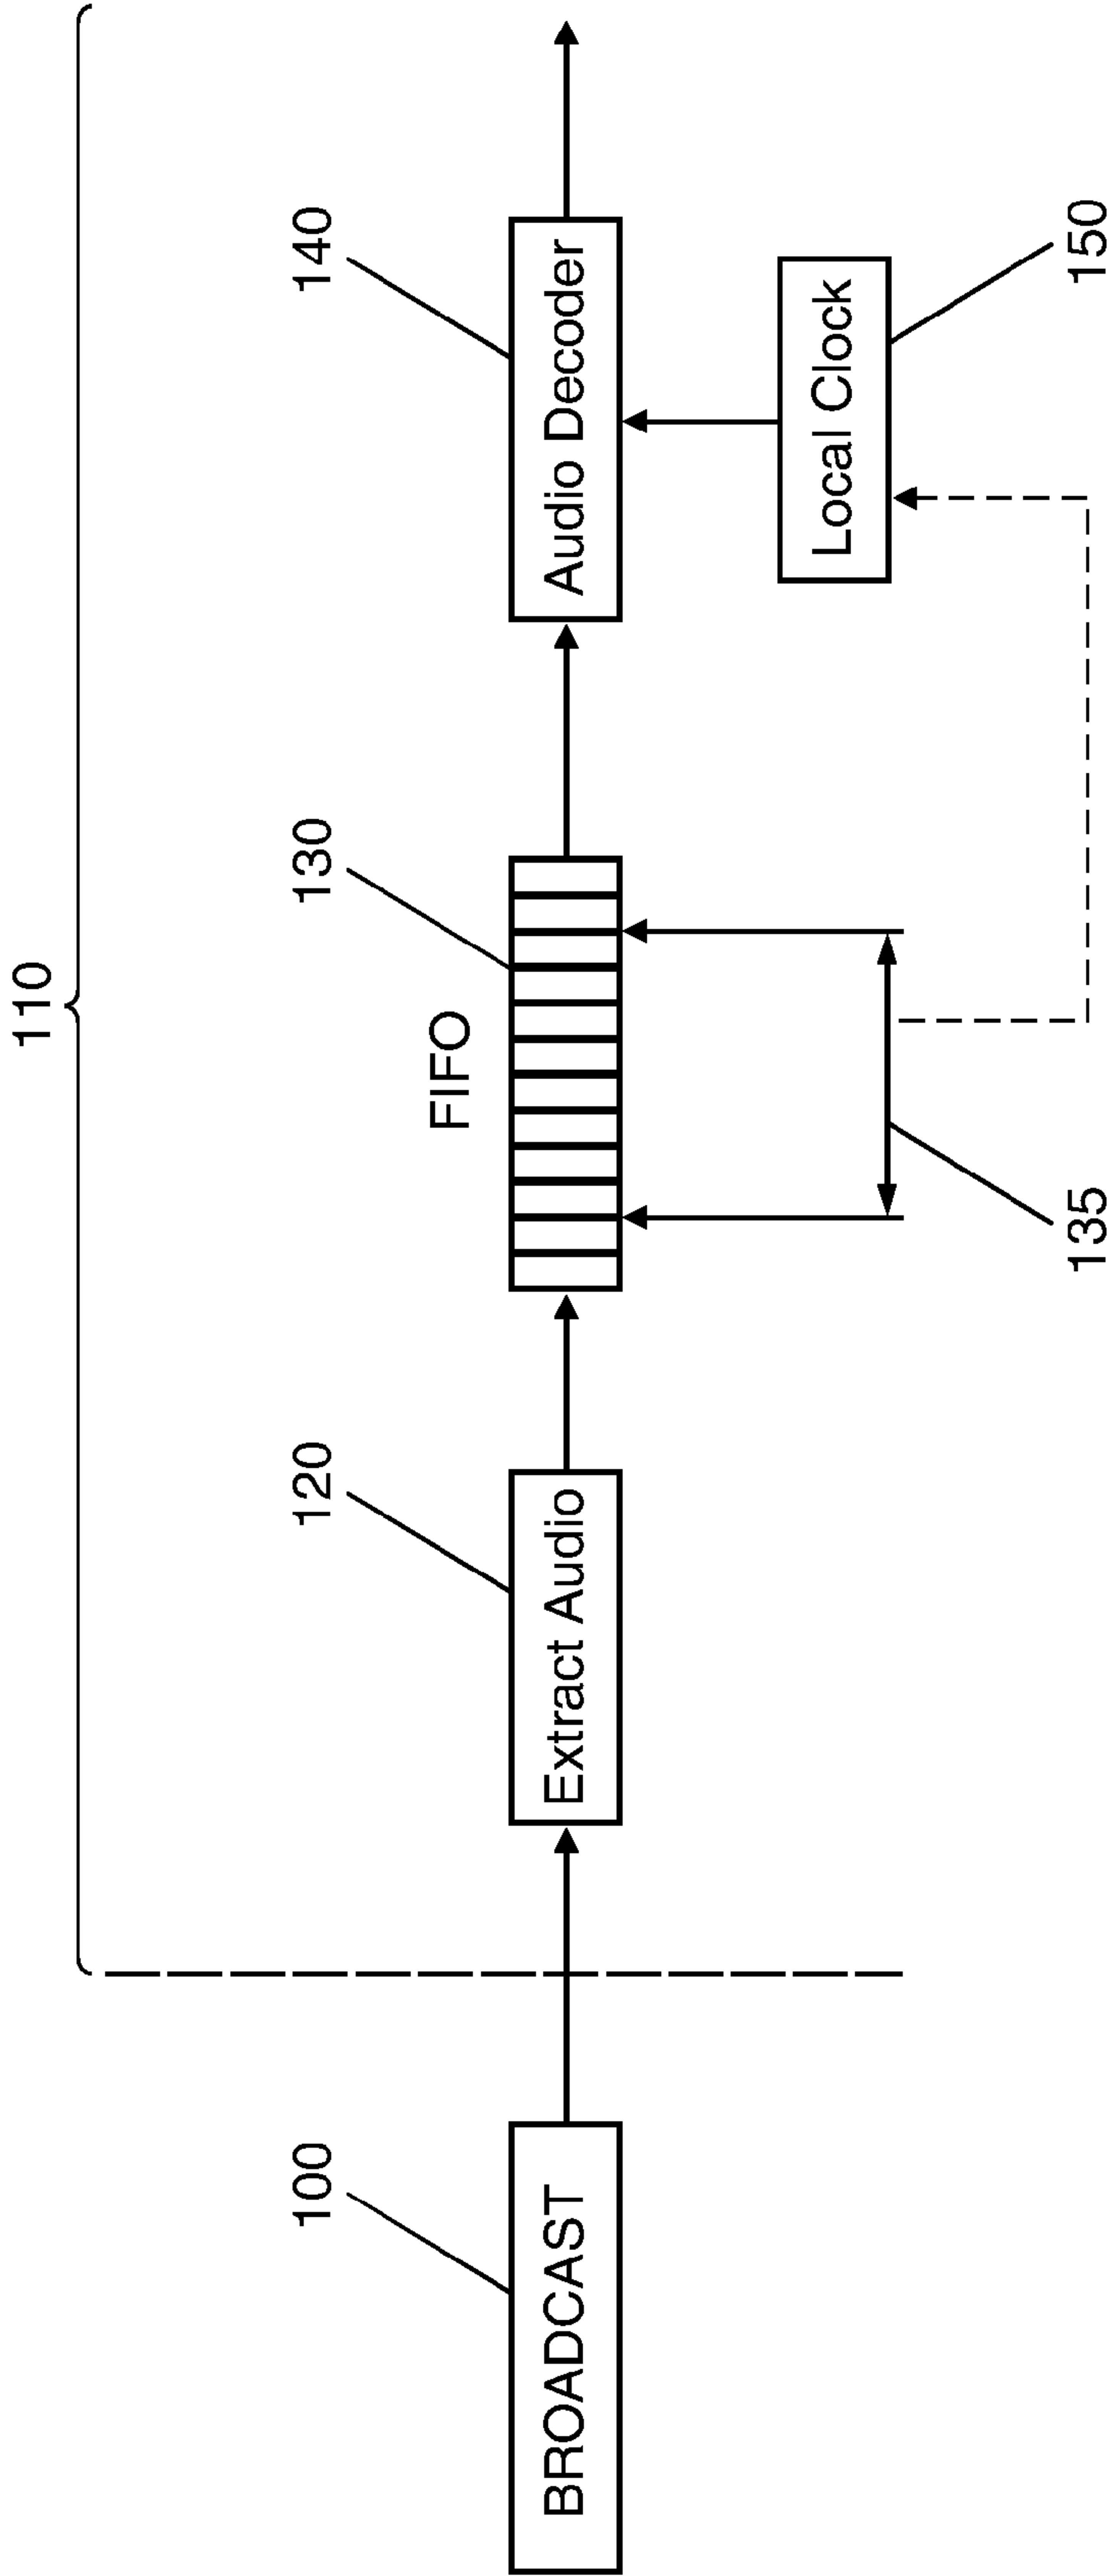 110
100
120
130
140
FIFO
BROADCAST
Extract Audio
Audio Decoder
Local Clock
135
150